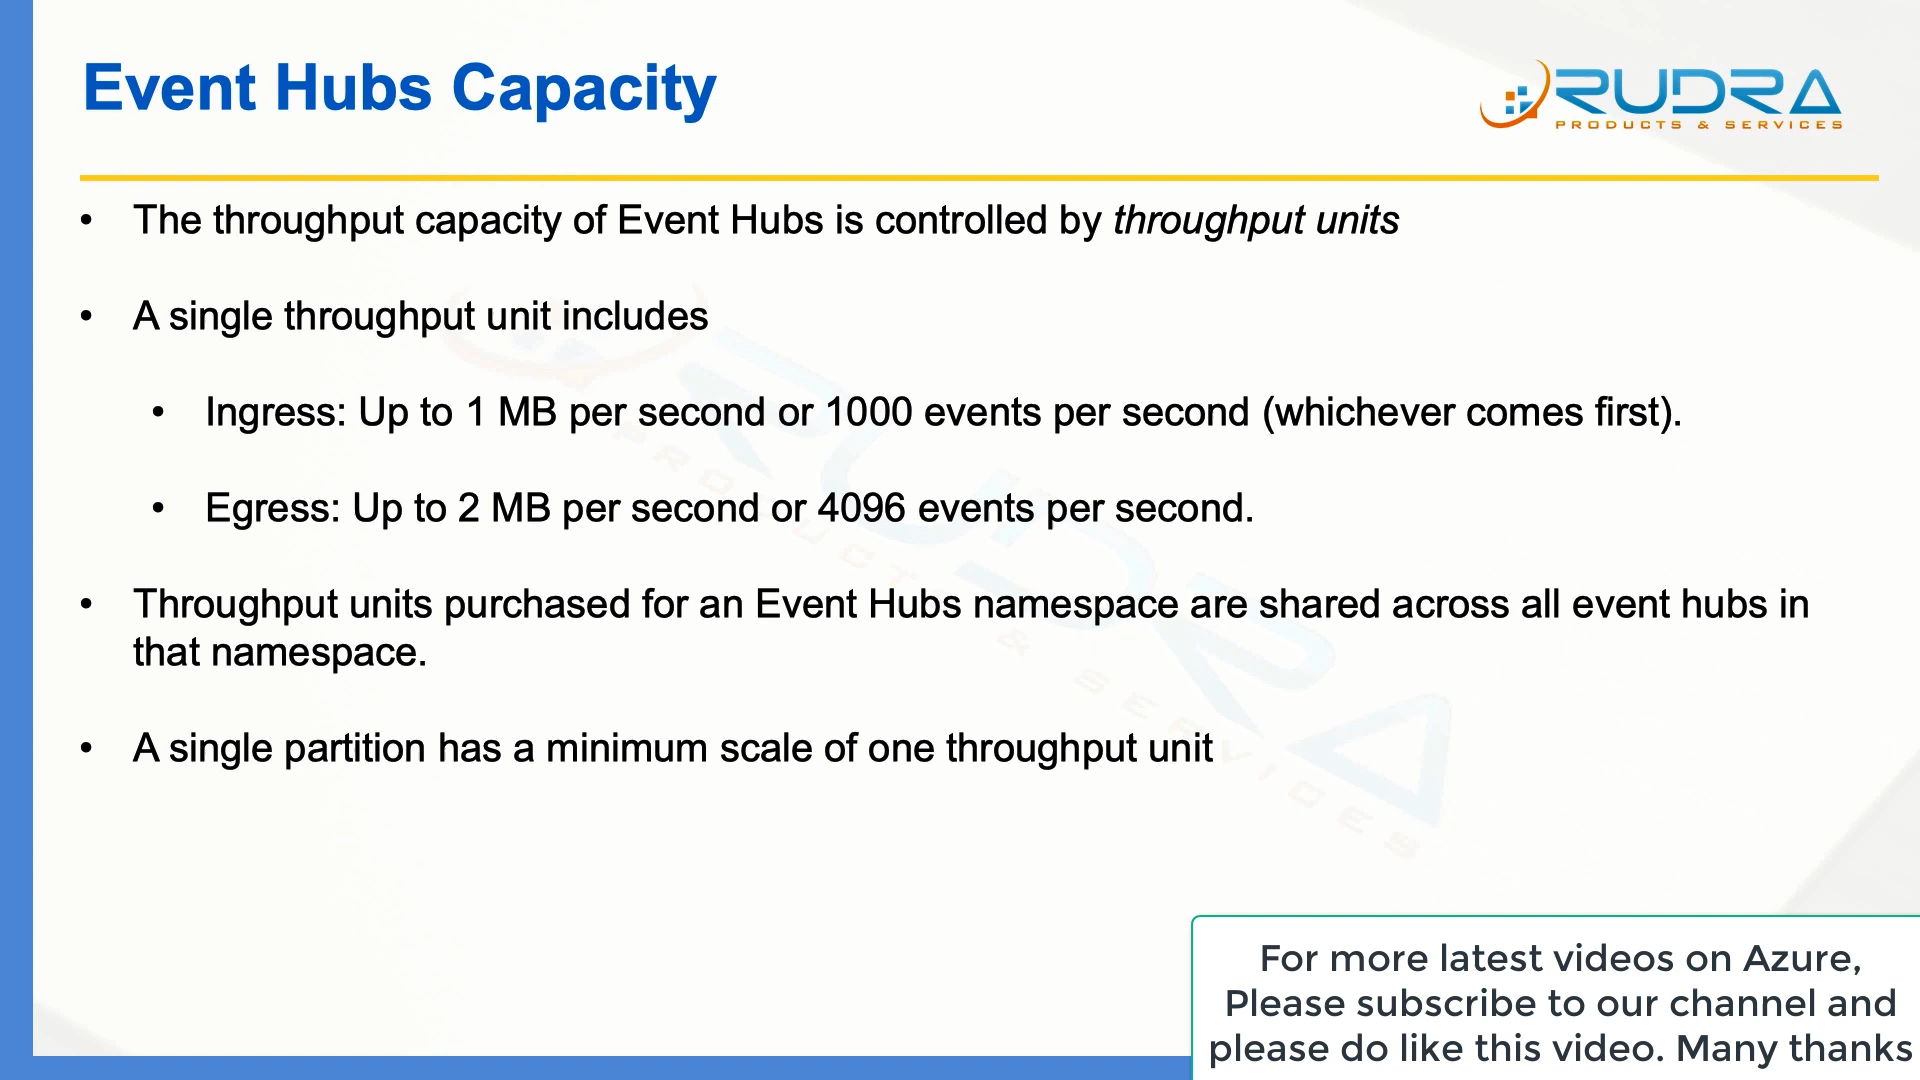 Event Hubs Capacity
RUDRA
PRODUCTS & SERVICES
• The throughput capacity of Event Hubs is controlled by throughput units
• A single throughput unit includes
• Ingress: Up to 1 MB per second or 1000 events per second (whichever comes first).
• Egress: Up to 2 MB per second or 4096 events per second.
• Throughput units purchased for an Event Hubs namespace are shared across all event hubs in
that namespace.
• A single partition has a minimum scale of one throughput unit
RUDRA
PRODUCTS & SERVICES
For more latest videos on Azure,
Please subscribe to our channel and
please do like this video. Many thanks